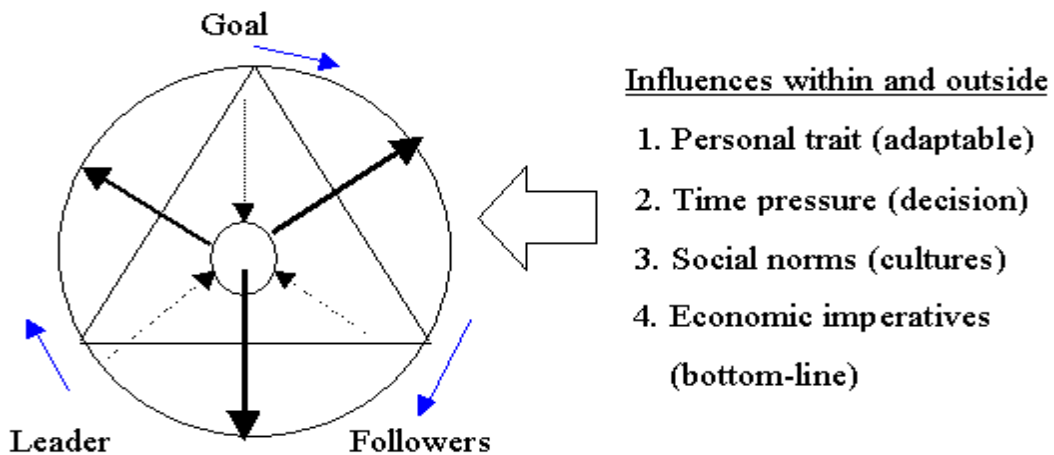 Goal
Influences within and outside
1. Personal trait (adaptable)
2. Time pressure (decision)
3. Social norms (cultures)
4. Economic imperatives
(bottom-line)
Leader
Followers